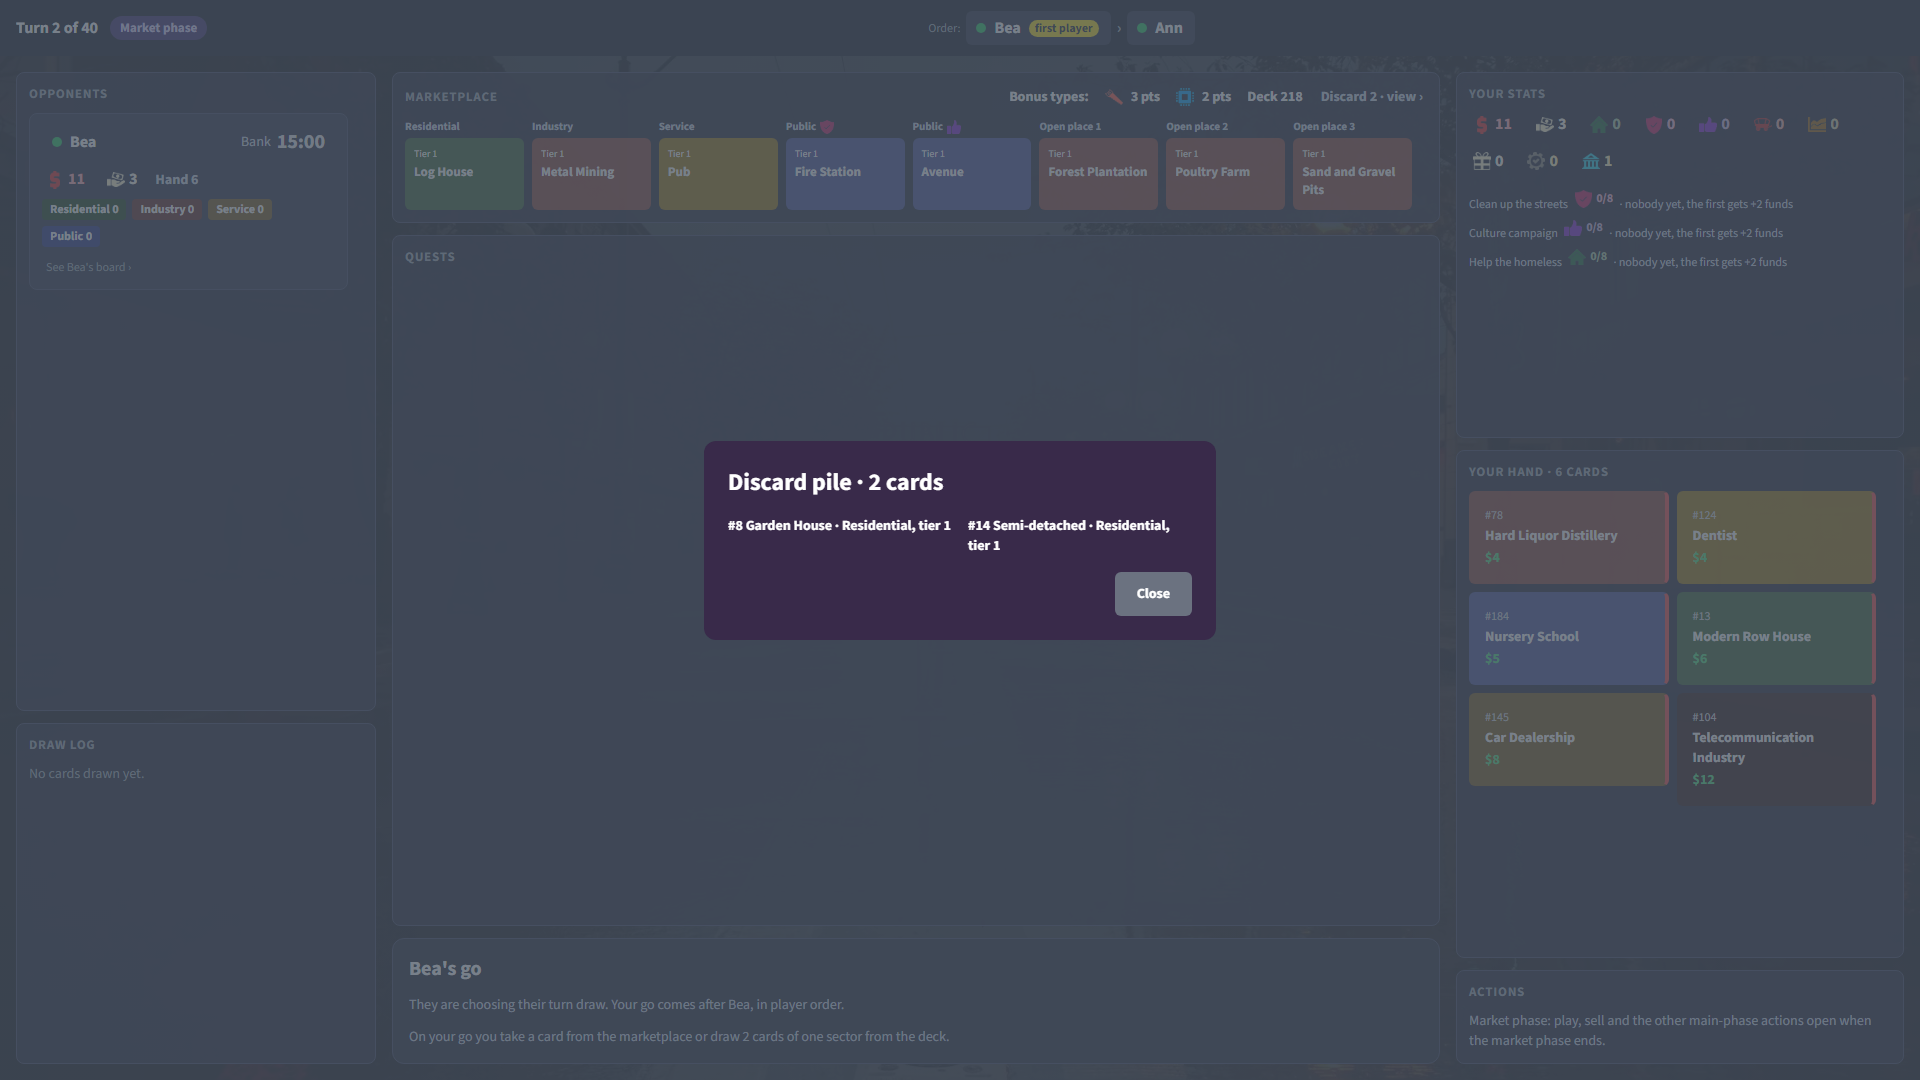 Turn 2 of 40
Market phase
Order:
Bea
first player
›
Ann
OPPONENTS
Bea
Bank 15:00
11
3
Hand 6
Residential 0
Industry 0
Service 0
Public 0
See Bea's board ›
DRAW LOG
No cards drawn yet.
MARKETPLACE
Bonus types:
3 pts
2 pts
Deck 218
Discard 2 · view ›
Residential
Tier 1
Log House
Industry
Tier 1
Metal Mining
Service
Tier 1
Pub
Public
Tier 1
Fire Station
Public
Tier 1
Avenue
Open place 1
Tier 1
Forest Plantation
Open place 2
Tier 1
Poultry Farm
Open place 3
Tier 1
Sand and Gravel
Pits
QUESTS
Discard pile · 2 cards
#8 Garden House · Residential, tier 1
#14 Semi-detached · Residential,
tier 1
Close
Bea's go
They are choosing their turn draw. Your go comes after Bea, in player order.
On your go you take a card from the marketplace or draw 2 cards of one sector from the deck.
YOUR STATS
11
3
0
0
0
0
0
0
0
1
Clean up the streets 0/8 · nobody yet, the first gets +2 funds
Culture campaign 0/8 · nobody yet, the first gets +2 funds
Help the homeless 0/8 · nobody yet, the first gets +2 funds
YOUR HAND · 6 CARDS
#78
Hard Liquor Distillery
$4
#124
Dentist
$4
#184
Nursery School
$5
#13
Modern Row House
$6
#145
Car Dealership
$8
#104
Telecommunication
Industry
$12
ACTIONS
Market phase: play, sell and the other main-phase actions open when
the market phase ends.